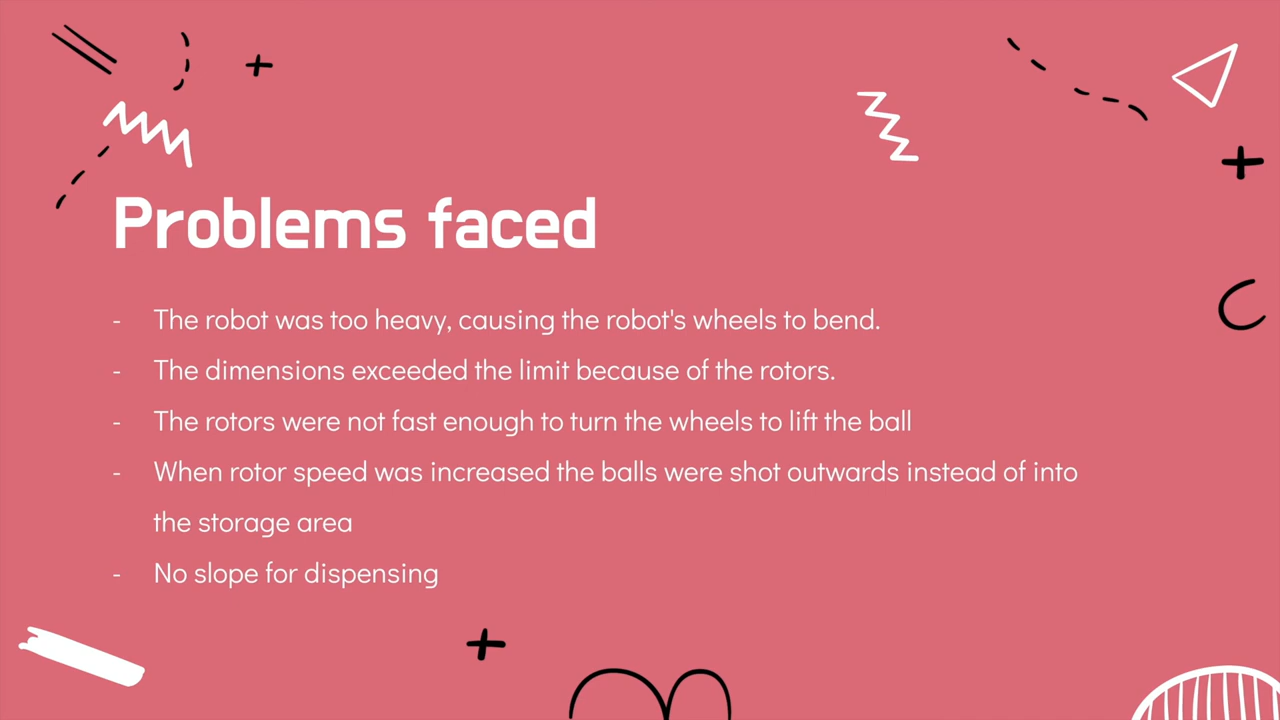 Problems faced
- The robot was too heavy, causing the robot's wheels to bend.
- The dimensions exceeded the limit because of the rotors.
- The rotors were not fast enough to turn the wheels to lift the ball
- When rotor speed was increased the balls were shot outwards instead of into
the storage area
- No slope for dispensing